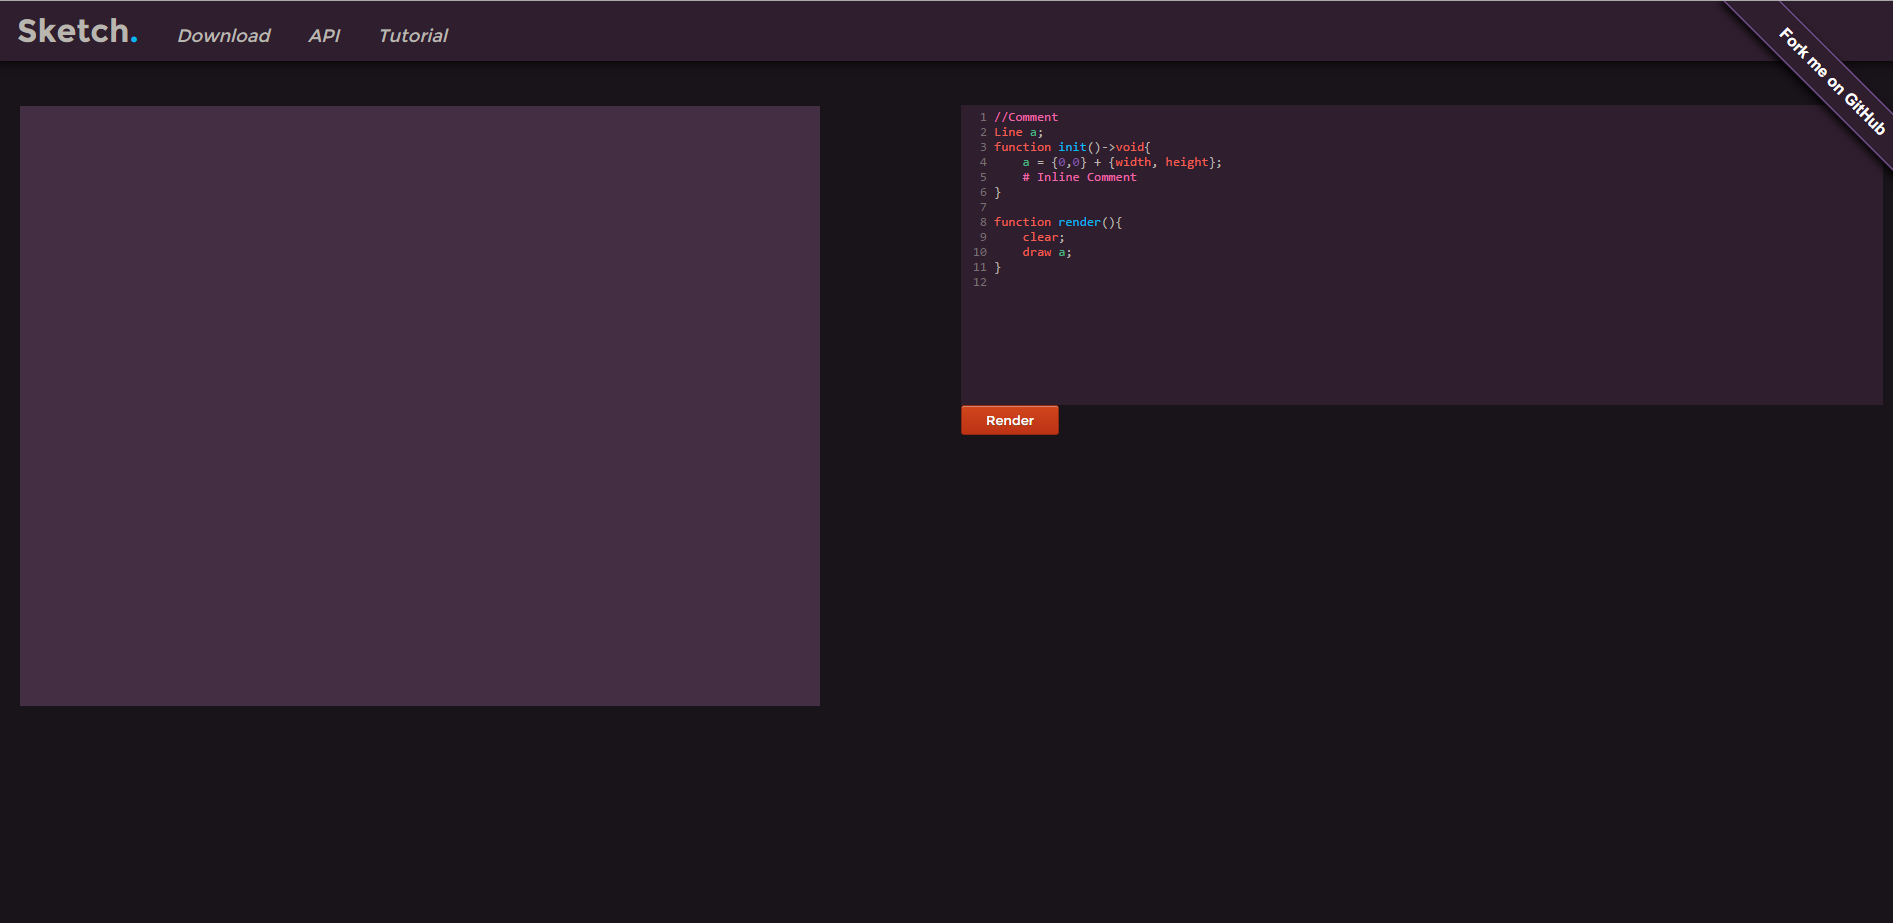 Sketch.
Download
API
Tutorial
Fork me on GitHub
1 //Comment
2 Line a;
3 function init()->void{
4     a = {0,0} + {width, height};
5     # Inline Comment
6 }
7
8 function render(){
9     clear;
10     draw a;
11 }
12
Render